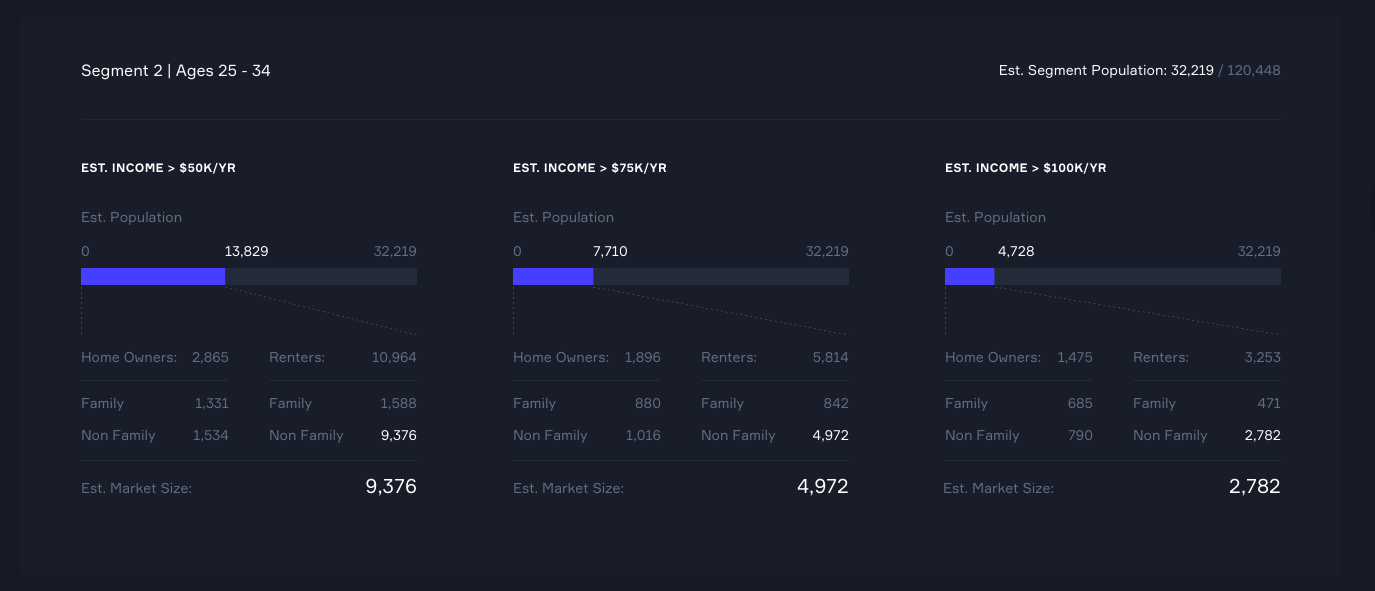 Segment 2 | Ages 25 - 34
Est. Segment Population: 32,219 / 120,448
EST. INCOME > $50K/YR
Est. Population
0 13,829 32,219
Home Owners: 2,865 Renters: 10,964
Family 1,331 Family 1,588
Non Family 1,534 Non Family 9,376
Est. Market Size: 9,376
EST. INCOME > $75K/YR
Est. Population
0 7,710 32,219
Home Owners: 1,896 Renters: 5,814
Family 880 Family 842
Non Family 1,016 Non Family 4,972
Est. Market Size: 4,972
EST. INCOME > $100K/YR
Est. Population
0 4,728 32,219
Home Owners: 1,475 Renters: 3,253
Family 685 Family 471
Non Family 790 Non Family 2,782
Est. Market Size: 2,782